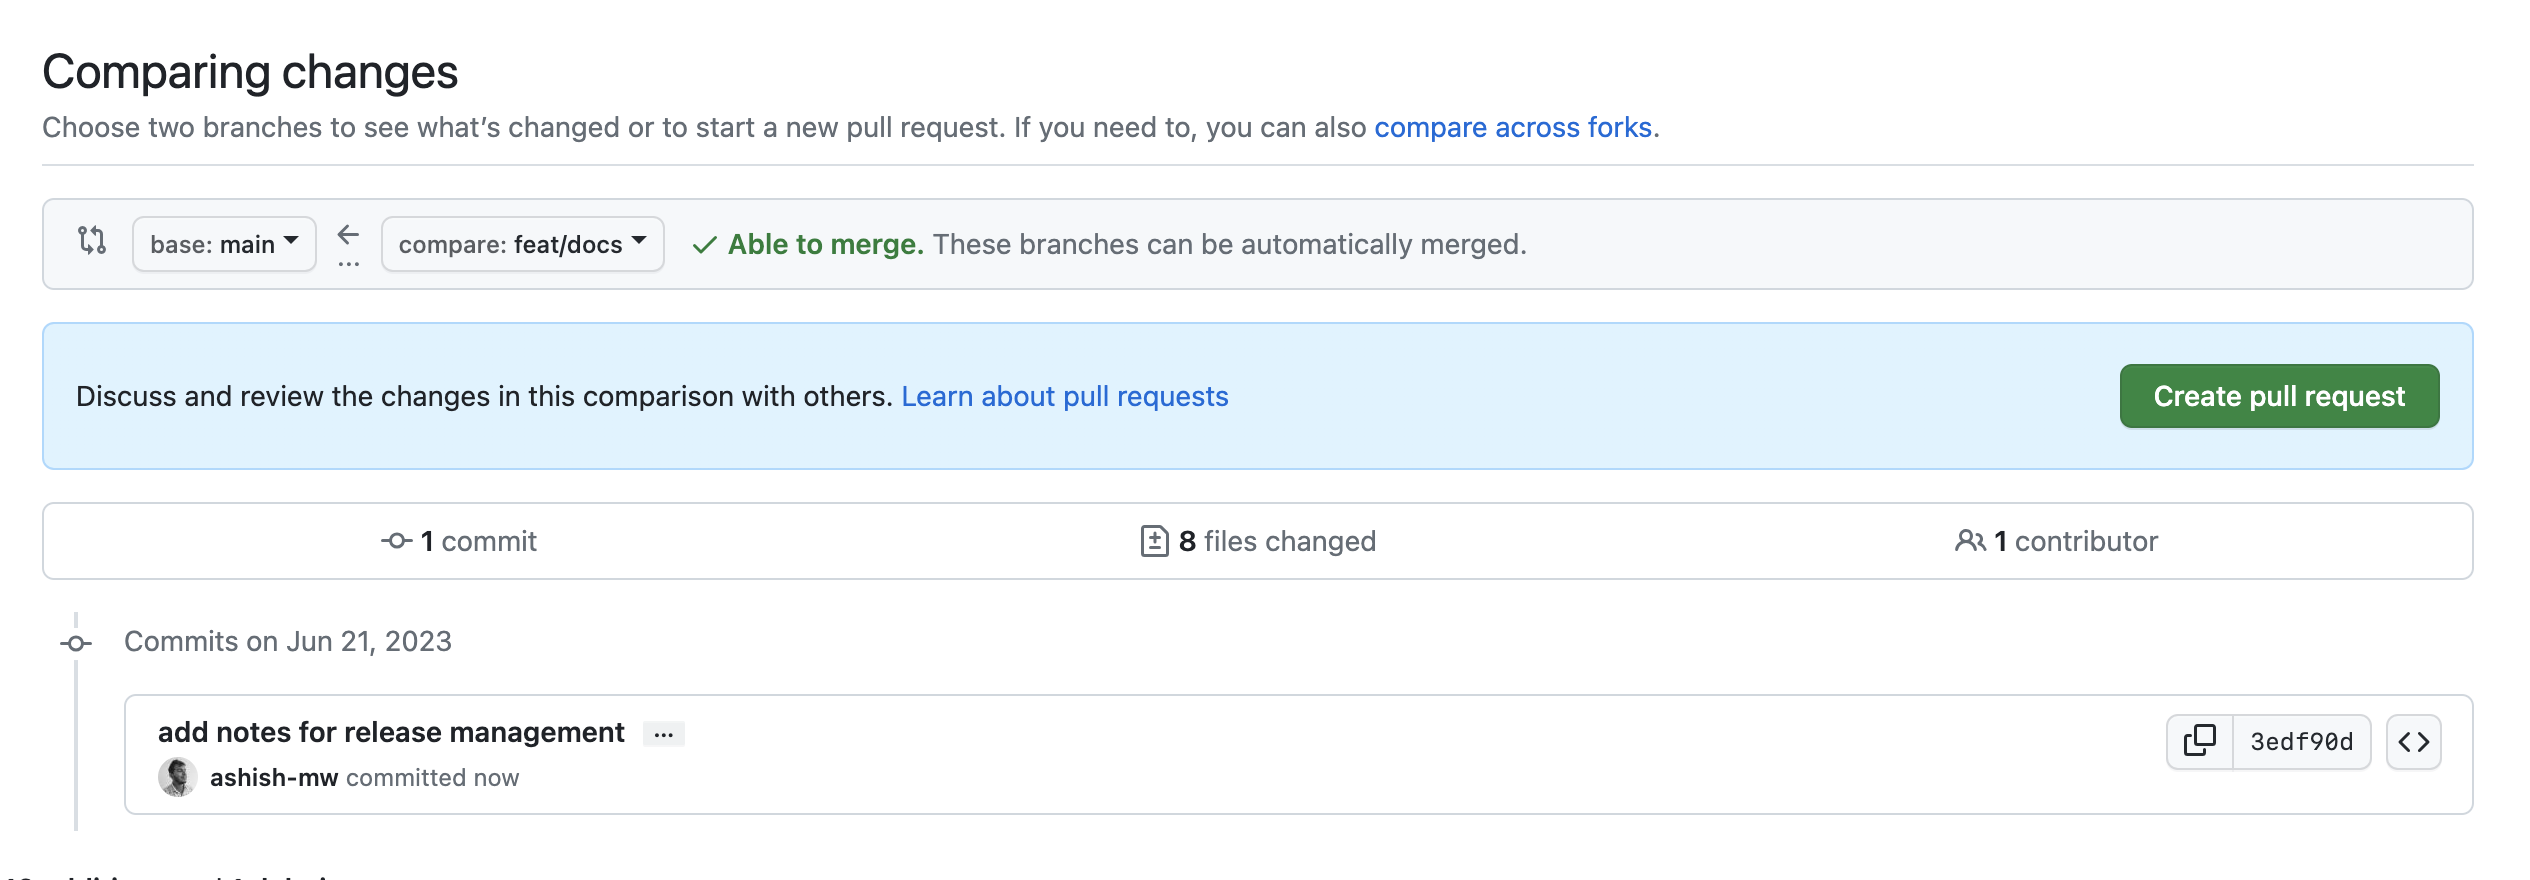 Comparing changes
Choose two branches to see what’s changed or to start a new pull request. If you need to, you can also compare across forks.
base: main ... compare: feat/docs Able to merge. These branches can be automatically merged.
Discuss and review the changes in this comparison with others. Learn about pull requests Create pull request
1 commit 8 files changed 1 contributor
Commits on Jun 21, 2023
add notes for release management ...
3edf90d
ashish-mw committed now